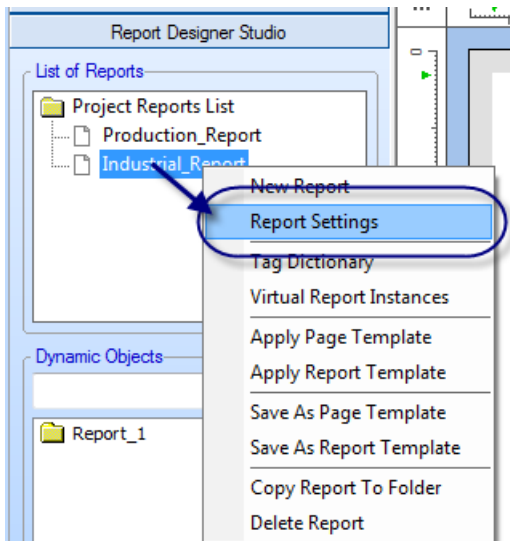 Report Designer Studio
List of Reports
Project Reports List
Production_Report
Industrial_Report
New Report
Report Settings
Tag Dictionary
Virtual Report Instances
Apply Page Template
Apply Report Template
Dynamic Objects
Save As Page Template
Report_1
Save As Report Template
Copy Report To Folder
Delete Report